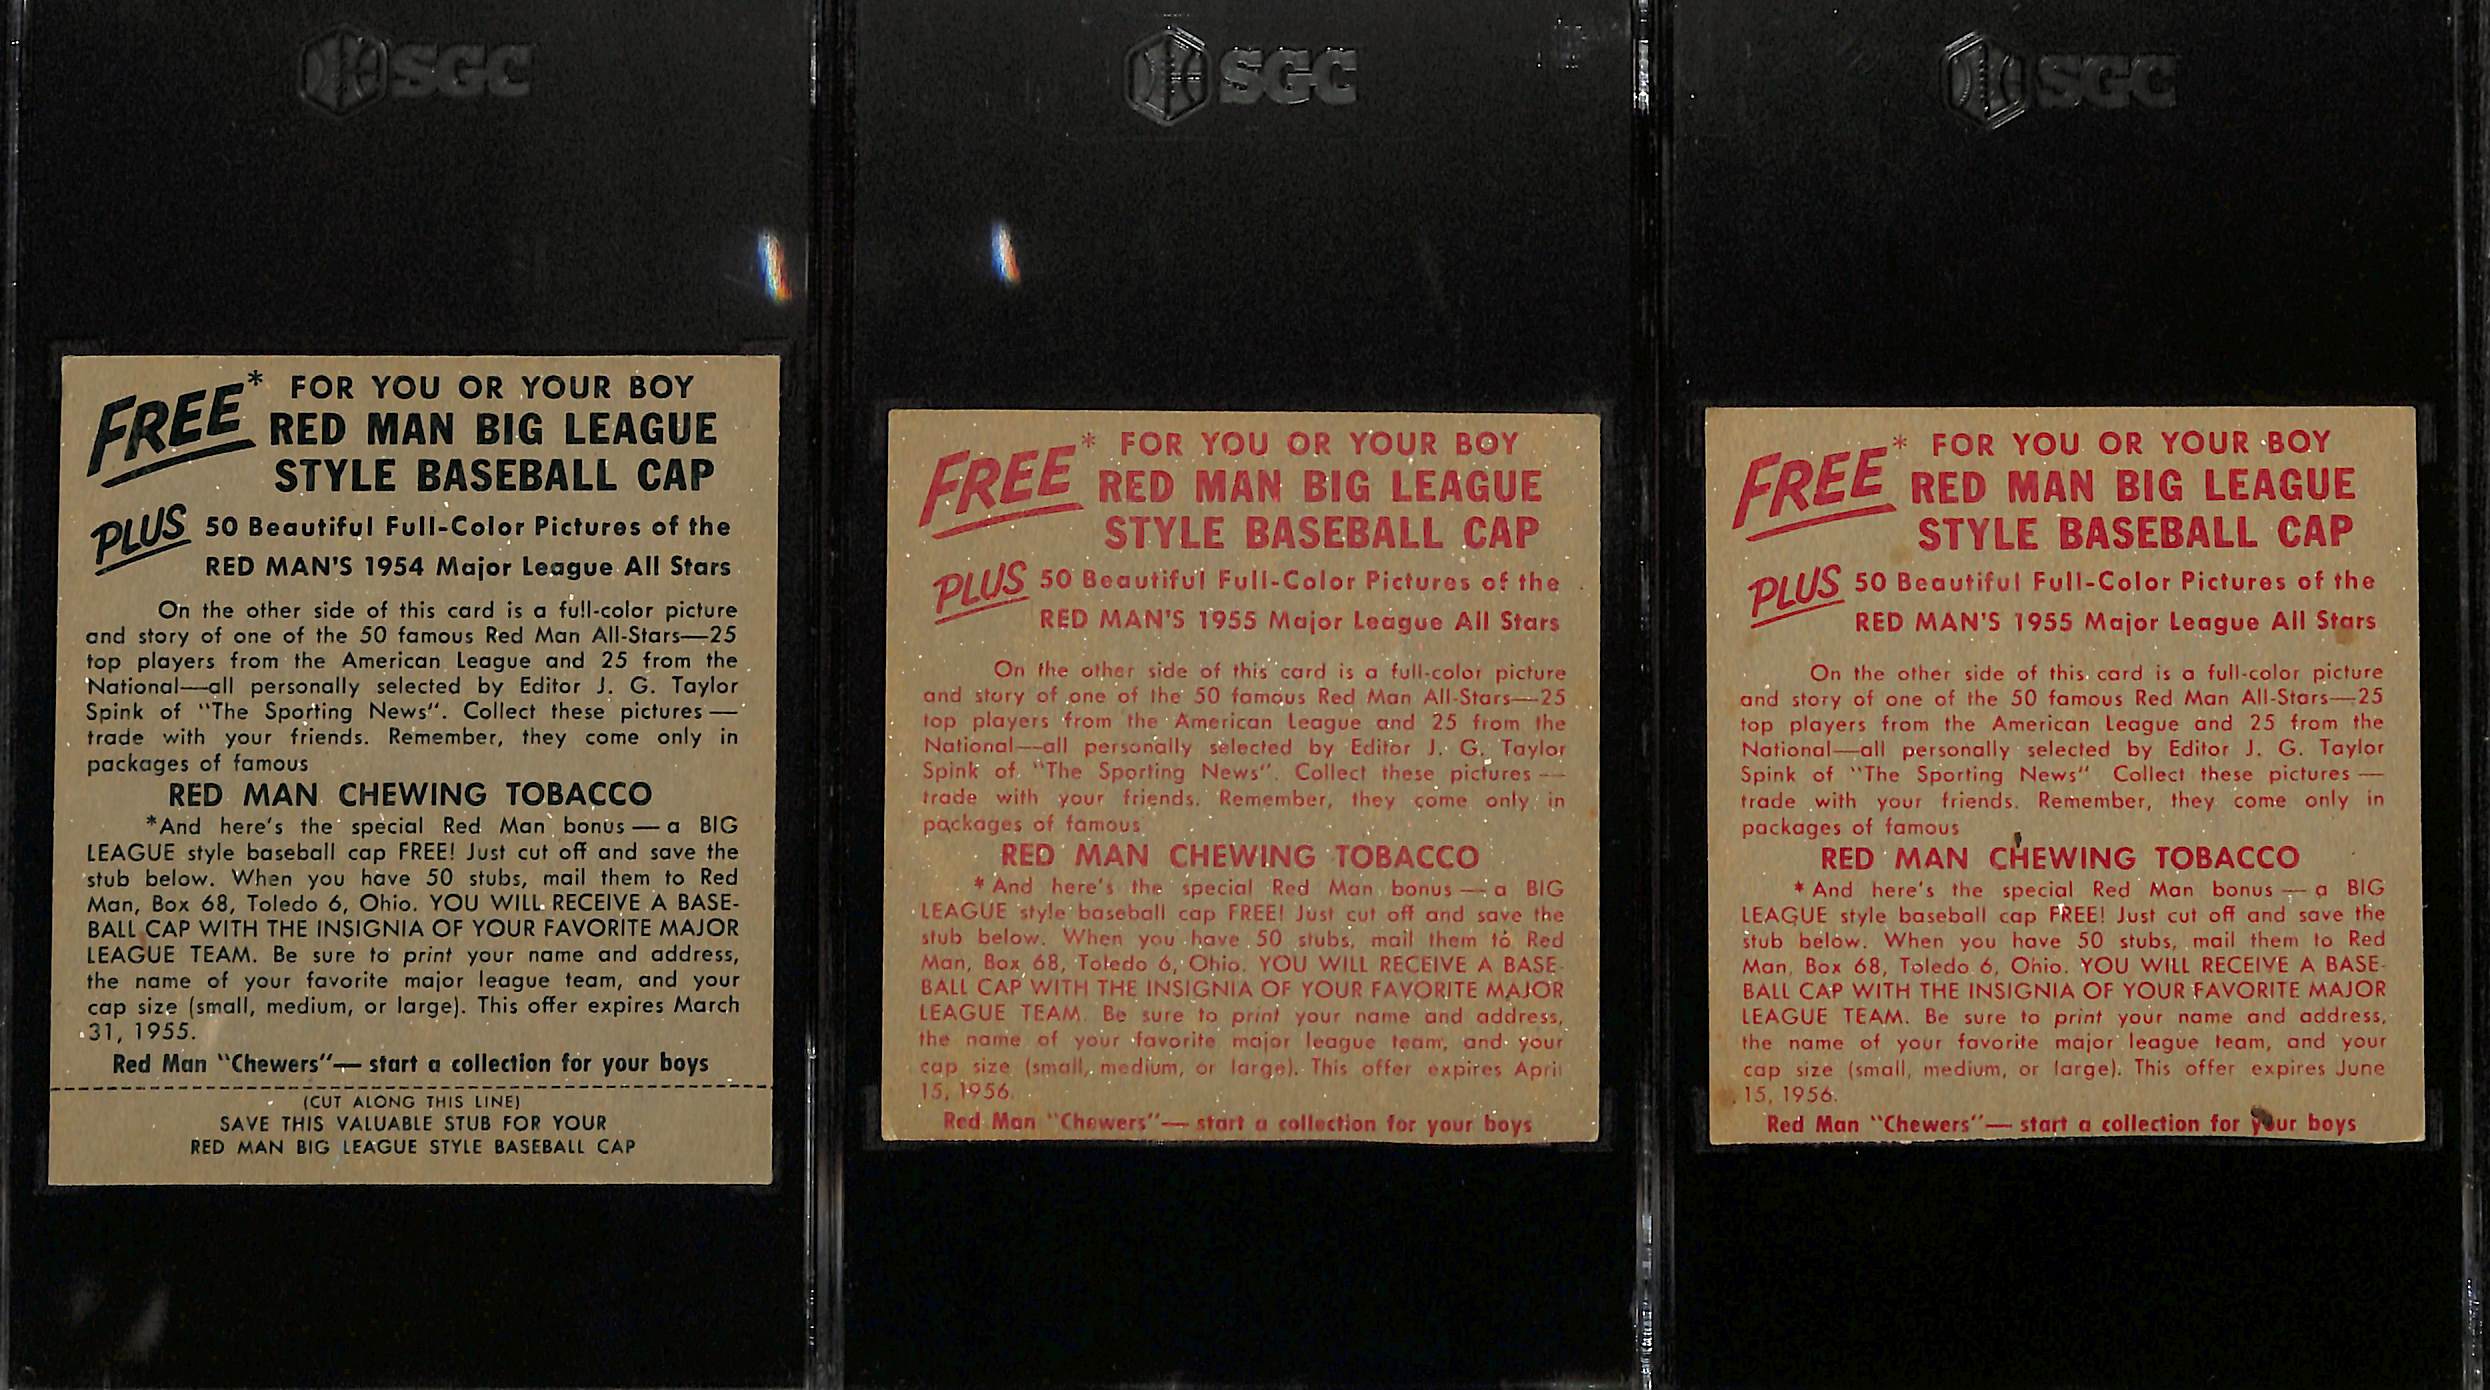 SGC
SGC
SGC
FREE* FOR YOU OR YOUR BOY
RED MAN BIG LEAGUE
STYLE BASEBALL CAP
PLUS 50 Beautiful Full-Color Pictures of the
RED MAN'S 1954 Major League All Stars
On the other side of this card is a full-color picture
and story of one of the 50 famous Red Man All-Stars—25
top players from the American League and 25 from the
National—all personally selected by Editor J. G. Taylor
Spink of "The Sporting News". Collect these pictures —
trade with your friends. Remember, they come only in
packages of famous
RED MAN CHEWING TOBACCO
*And here's the special Red Man bonus — a BIG
LEAGUE style baseball cap FREE! Just cut off and save the
stub below. When you have 50 stubs, mail them to Red
Man, Box 68, Toledo 6, Ohio. YOU WILL RECEIVE A BASE-
BALL CAP WITH THE INSIGNIA OF YOUR FAVORITE MAJOR
LEAGUE TEAM. Be sure to print your name and address,
the name of your favorite major league team, and your
cap size (small, medium, or large). This offer expires March
31, 1955.
Red Man "Chewers"— start a collection for your boys
(CUT ALONG THIS LINE)
SAVE THIS VALUABLE STUB FOR YOUR
RED MAN BIG LEAGUE STYLE BASEBALL CAP
FREE* FOR YOU OR YOUR BOY
RED MAN BIG LEAGUE
STYLE BASEBALL CAP
PLUS 50 Beautiful Full-Color Pictures of the
RED MAN'S 1955 Major League All Stars
On the other side of this card is a full-color picture
and story of one of the 50 famous Red Man All-Stars—25
top players from the American League and 25 from the
National—all personally selected by Editor J. G. Taylor
Spink of "The Sporting News". Collect these pictures —
trade with your friends. Remember, they come only in
packages of famous
RED MAN CHEWING TOBACCO
*And here's the special Red Man bonus — a BIG
LEAGUE style baseball cap FREE! Just cut off and save the
stub below. When you have 50 stubs, mail them to Red
Man, Box 68, Toledo 6, Ohio. YOU WILL RECEIVE A BASE-
BALL CAP WITH THE INSIGNIA OF YOUR FAVORITE MAJOR
LEAGUE TEAM. Be sure to print your name and address,
the name of your favorite major league team, and your
cap size (small, medium, or large). This offer expires April
15, 1956.
Red Man "Chewers"— start a collection for your boys
FREE* FOR YOU OR YOUR BOY
RED MAN BIG LEAGUE
STYLE BASEBALL CAP
PLUS 50 Beautiful Full-Color Pictures of the
RED MAN'S 1955 Major League All Stars
On the other side of this card is a full-color picture
and story of one of the 50 famous Red Man All-Stars—25
top players from the American League and 25 from the
National—all personally selected by Editor J. G. Taylor
Spink of "The Sporting News" Collect these pictures —
trade with your friends. Remember, they come only in
packages of famous
RED MAN CHEWING TOBACCO
*And here's the special Red Man bonus — a BIG
LEAGUE style baseball cap FREE! Just cut off and save the
stub below. When you have 50 stubs, mail them to Red
Man, Box 68, Toledo 6, Ohio. YOU WILL RECEIVE A BASE-
BALL CAP WITH THE INSIGNIA OF YOUR FAVORITE MAJOR
LEAGUE TEAM. Be sure to print your name and address,
the name of your favorite major league team, and your
cap size (small, medium, or large). This offer expires June
15, 1956.
Red Man "Chewers"— start a collection for your boys